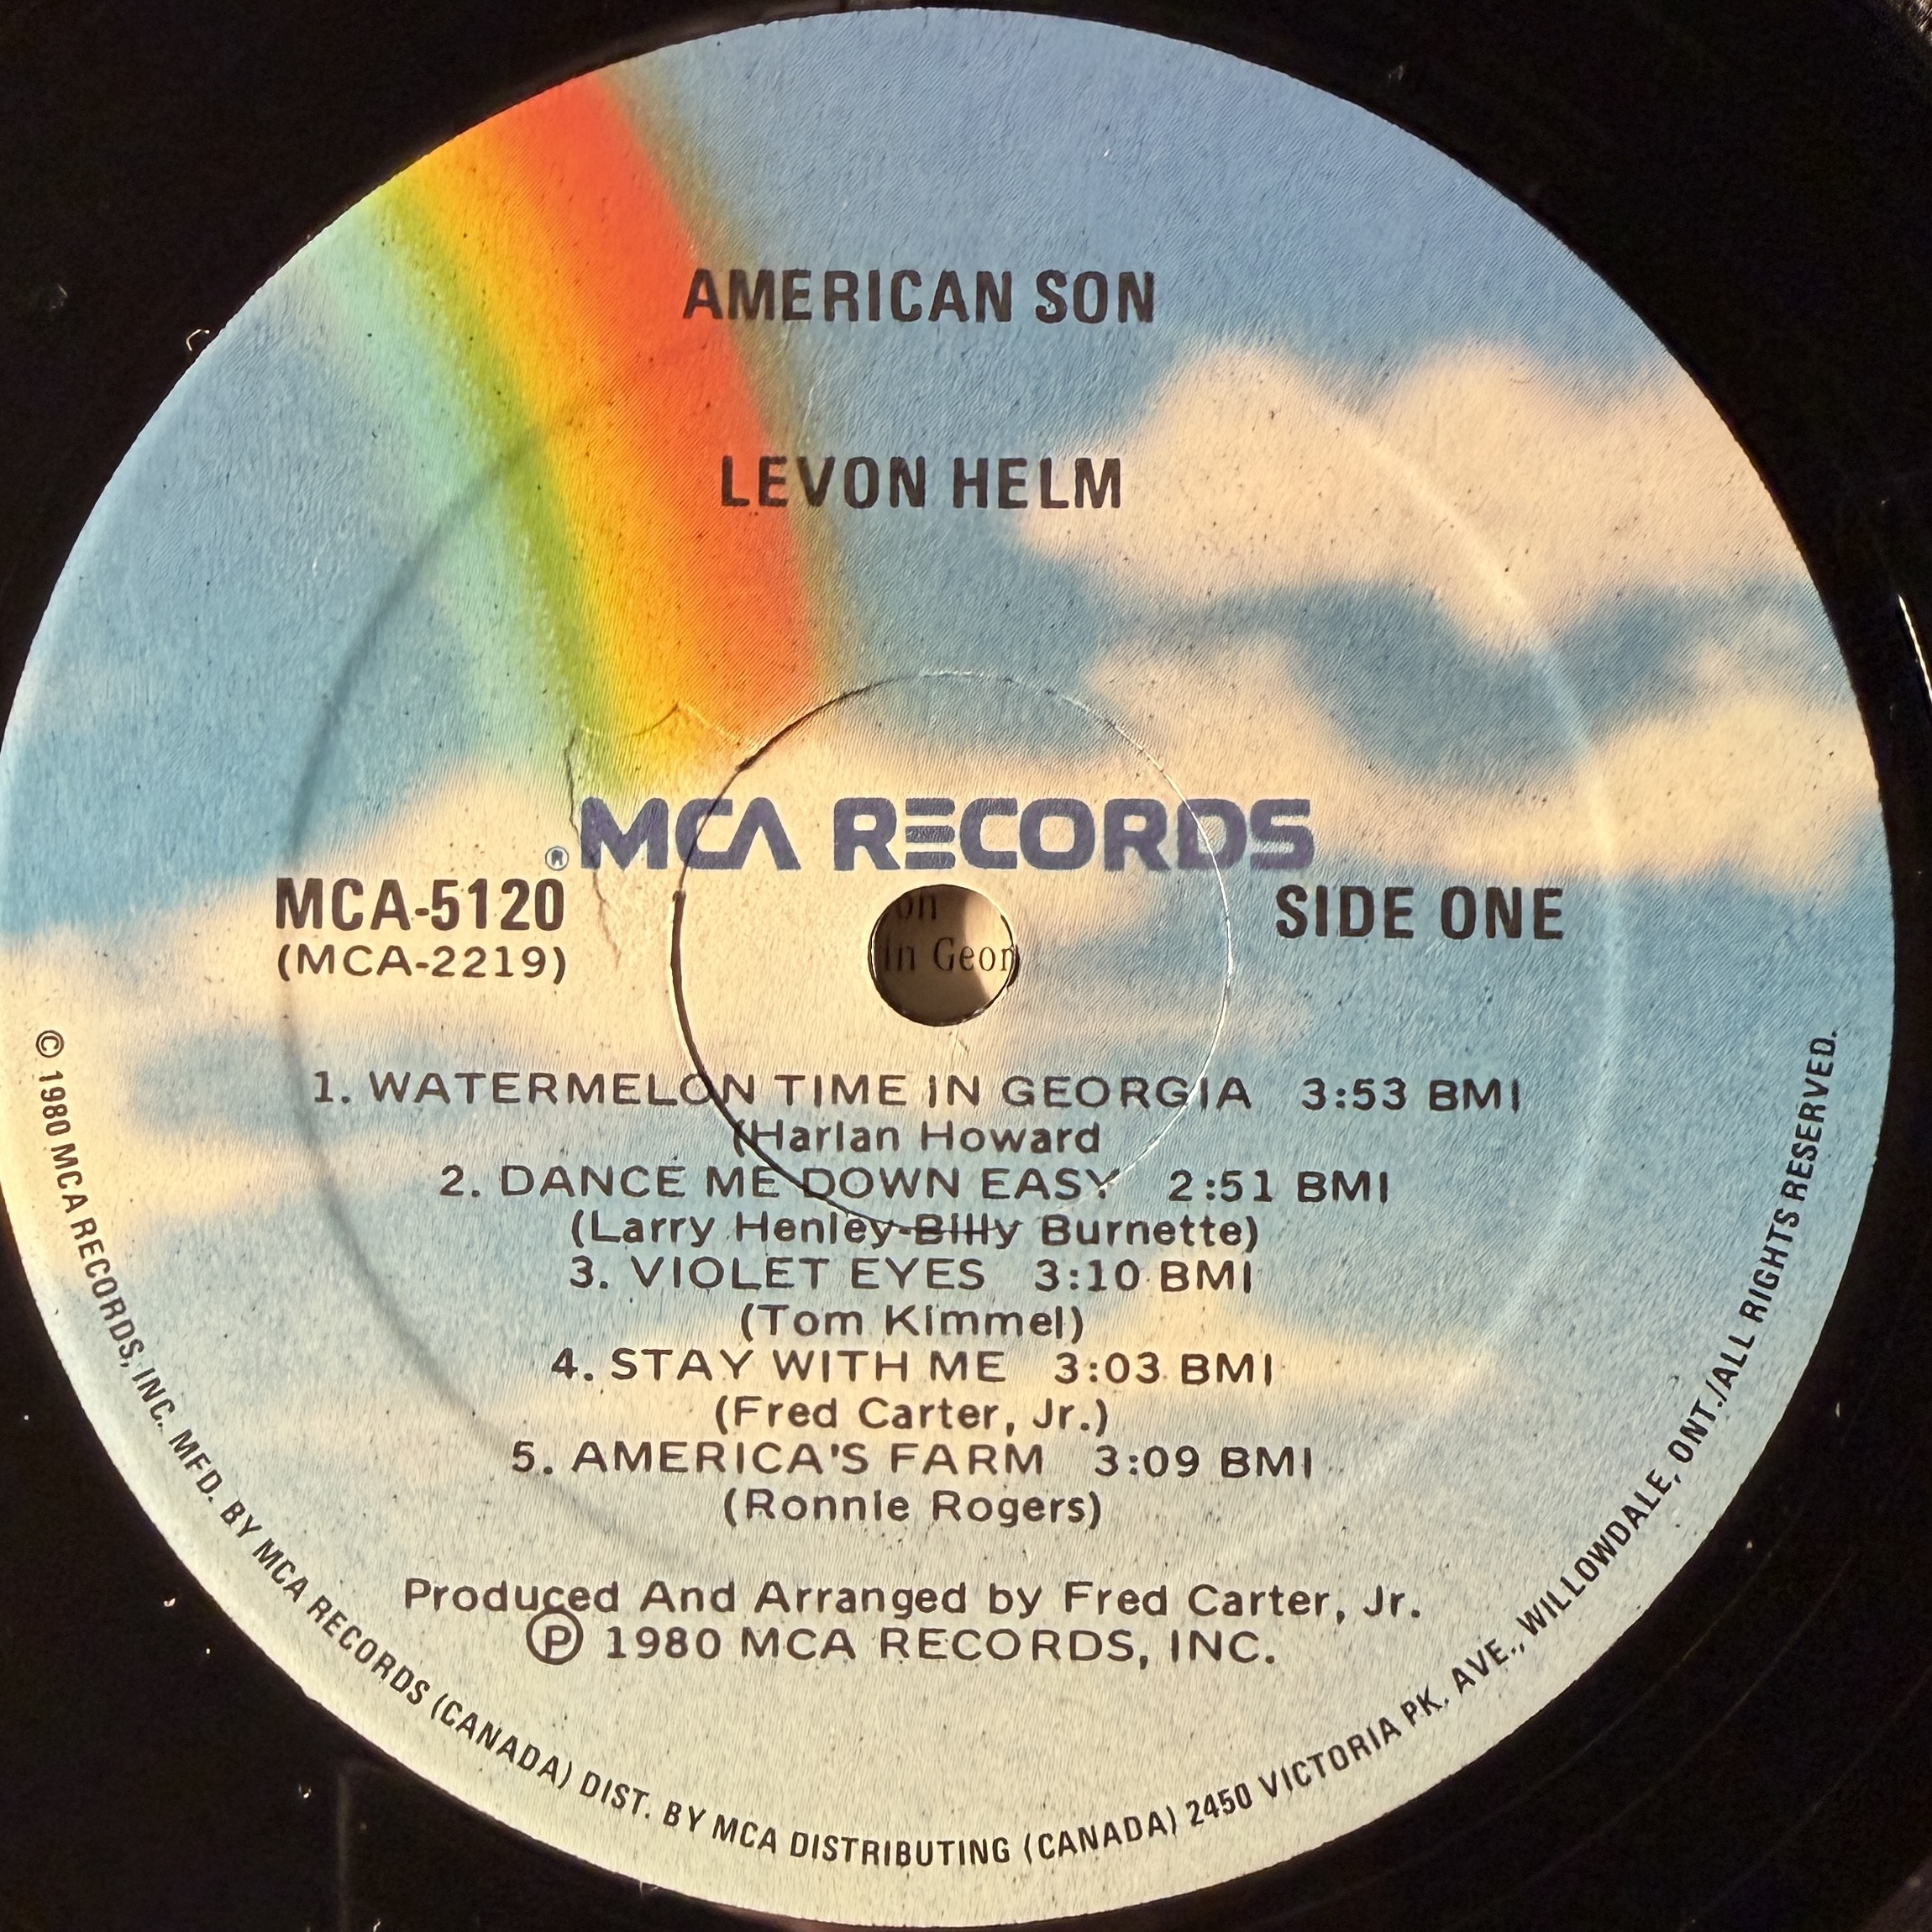 AMERICAN SON
LEVON HELM
®MCA RECORDS
MCA-5120
(MCA-2219)
SIDE ONE
on
in Geor
1. WATERMELON TIME IN GEORGIA 3:53 BMI
(Harlan Howard
2. DANCE ME DOWN EASY 2:51 BMI
(Larry Henley-Billy Burnette)
3. VIOLET EYES 3:10 BMI
(Tom Kimmel)
4. STAY WITH ME 3:03 BMI
(Fred Carter, Jr.)
5. AMERICA'S FARM 3:09 BMI
(Ronnie Rogers)
Produced And Arranged by Fred Carter, Jr.
Ⓟ 1980 MCA RECORDS, INC.
© 1980 MCA RECORDS, INC. MFD. BY MCA RECORDS (CANADA) DIST. BY MCA DISTRIBUTING (CANADA) 2450 VICTORIA PK. AVE., WILLOWDALE, ONT./ALL RIGHTS RESERVED.